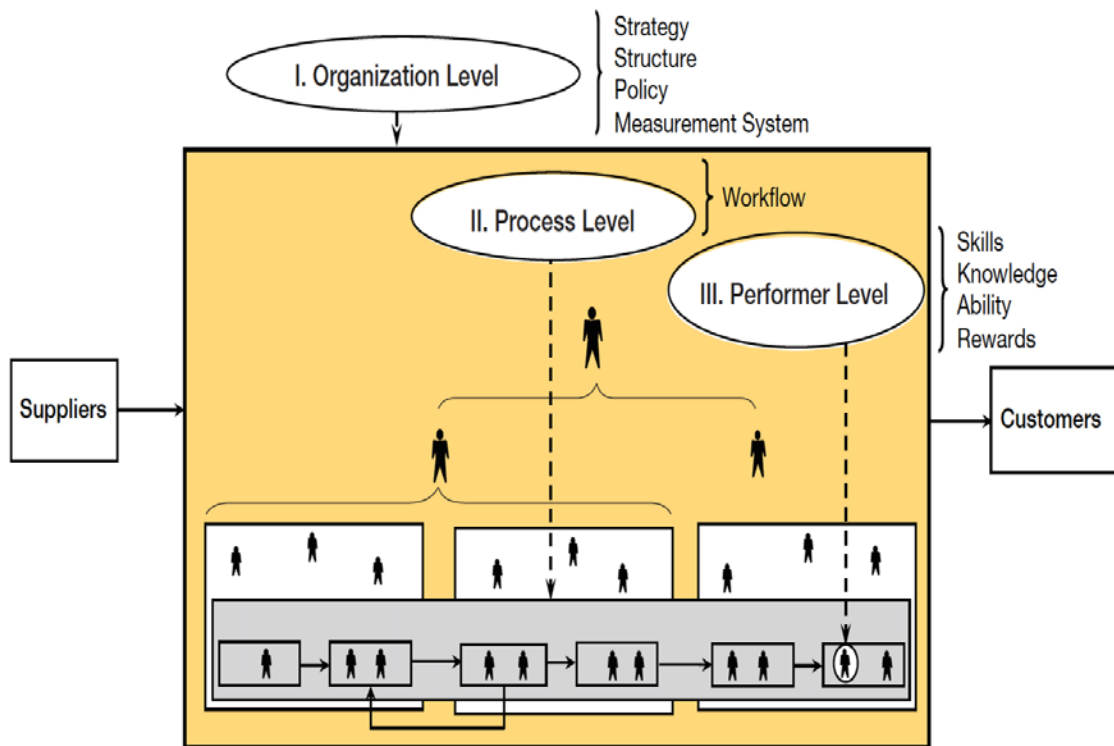 I. Organization Level
Strategy
Structure
Policy
Measurement System
II. Process Level
Workflow
III. Performer Level
Skills
Knowledge
Ability
Rewards
Suppliers
Customers